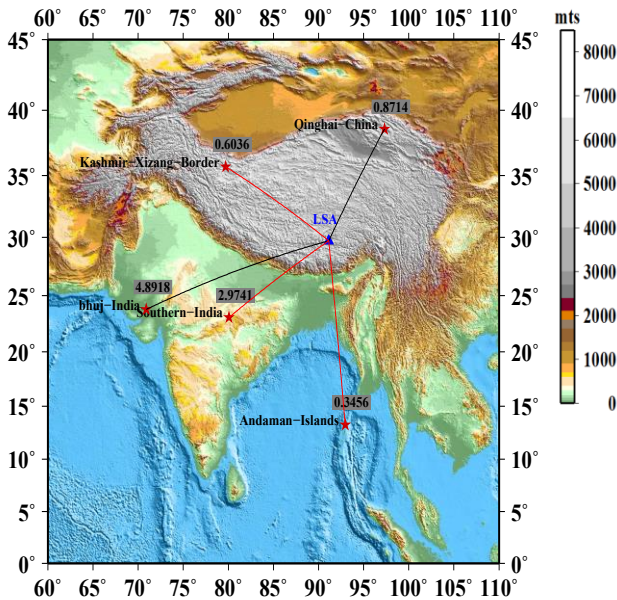 60° 65° 70° 75° 80° 85° 90° 95° 100° 105° 110°
mts
45° 45°
8000
0.8714
7000
40° 40°
Qinghai−China
0.6036
6000
Kashmir−Xizang−Border
35° 35°
5000
LSA
4000
30° 30°
3000
4.8918
2.9741
25° 25°
bhuj−India
Southern−India
2000
20° 20°
1000
0.3456
15° 15°
0
Andaman−Islands
10° 10°
5° 5°
0° 0°
60° 65° 70° 75° 80° 85° 90° 95° 100° 105° 110°